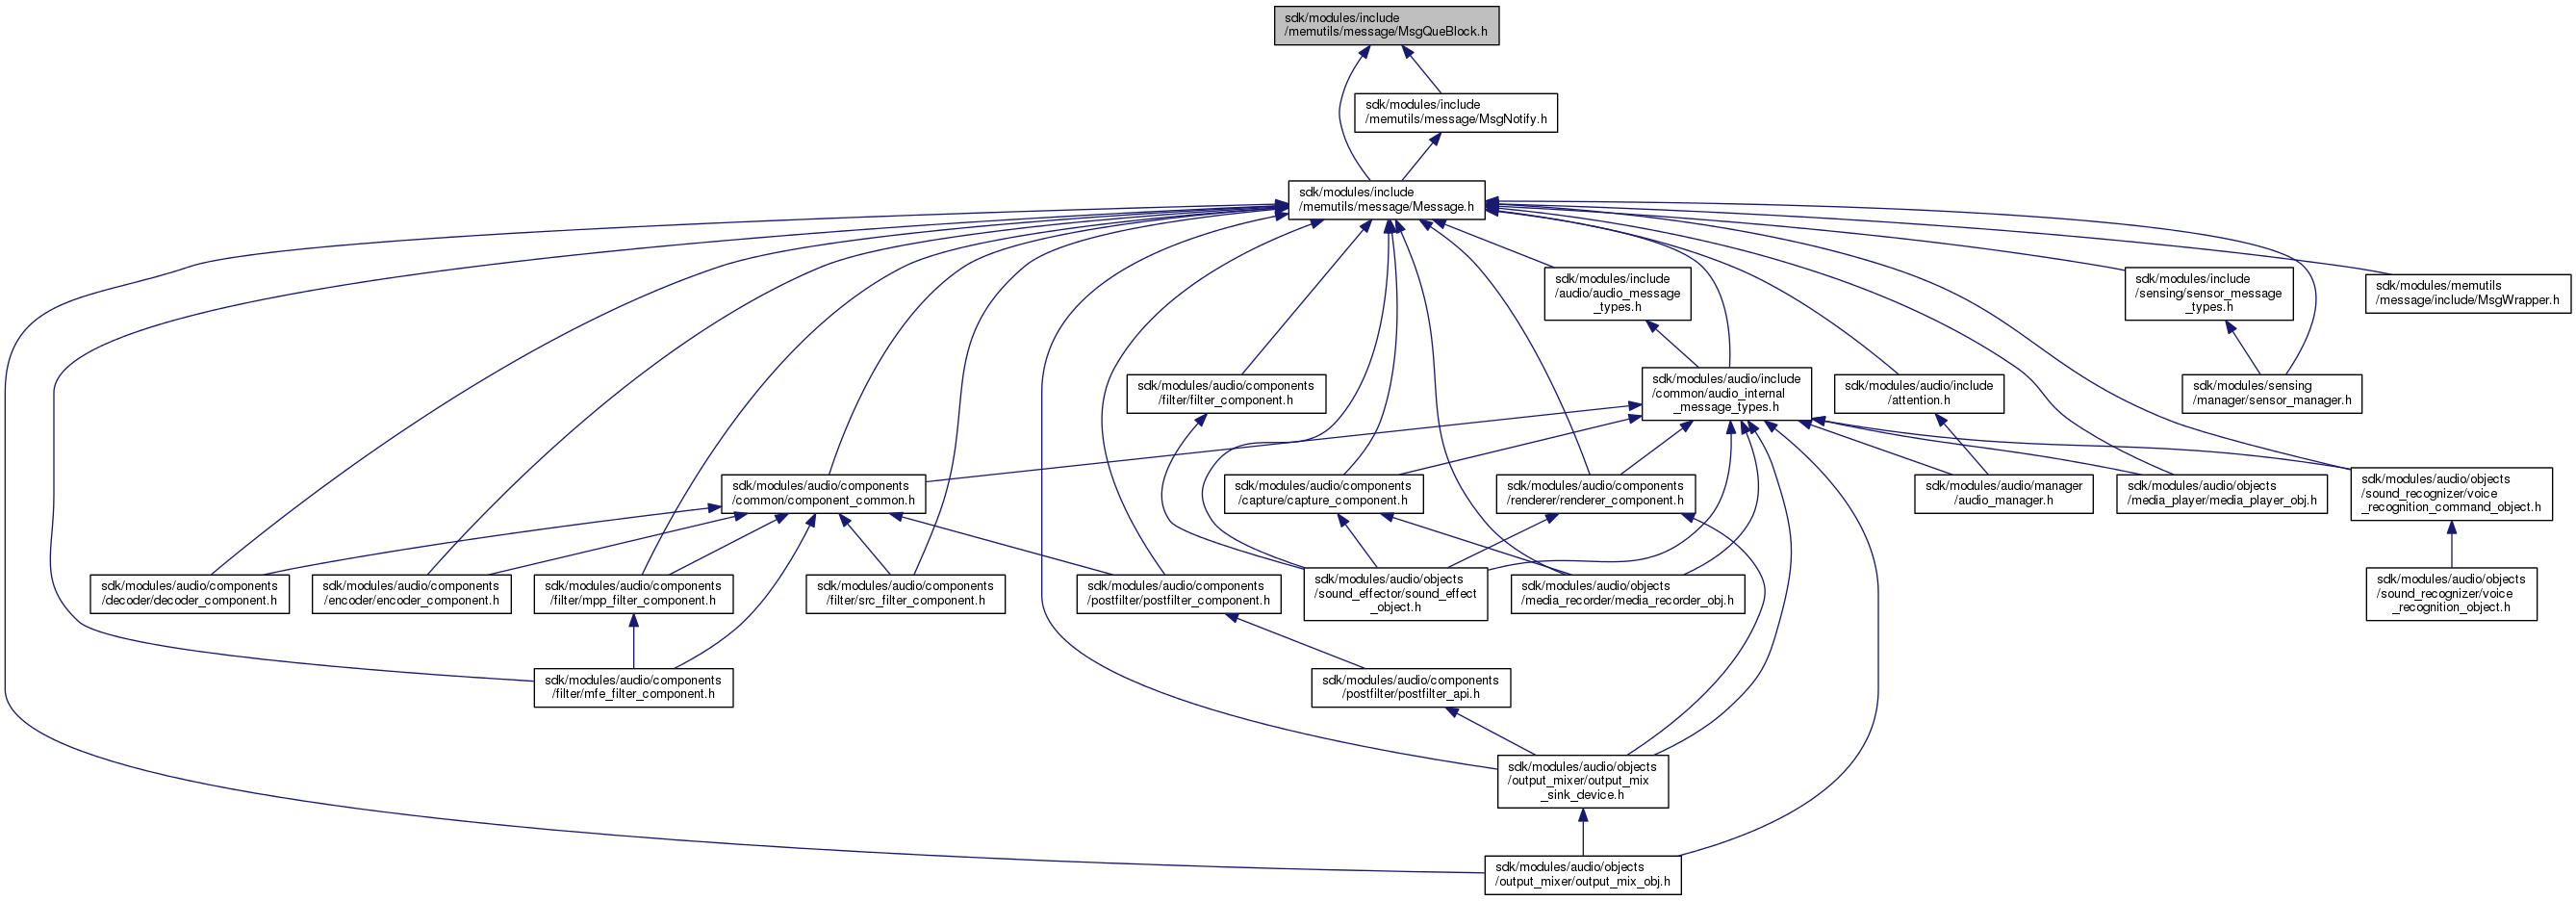 sdk/modules/include
/memutils/message/MsgQueBlock.h
sdk/modules/include
/memutils/message/MsgNotify.h
sdk/modules/include
/memutils/message/Message.h
sdk/modules/include
/audio/audio_message
_types.h
sdk/modules/include
/sensing/sensor_message
_types.h
sdk/modules/memutils
/message/include/MsgWrapper.h
sdk/modules/audio/components
/filter/filter_component.h
sdk/modules/audio/include
/common/audio_internal
_message_types.h
sdk/modules/audio/include
/attention.h
sdk/modules/sensing
/manager/sensor_manager.h
sdk/modules/audio/components
/common/component_common.h
sdk/modules/audio/components
/capture/capture_component.h
sdk/modules/audio/components
/renderer/renderer_component.h
sdk/modules/audio/manager
/audio_manager.h
sdk/modules/audio/objects
/media_player/media_player_obj.h
sdk/modules/audio/objects
/sound_recognizer/voice
_recognition_command_object.h
sdk/modules/audio/components
/decoder/decoder_component.h
sdk/modules/audio/components
/encoder/encoder_component.h
sdk/modules/audio/components
/filter/mpp_filter_component.h
sdk/modules/audio/components
/filter/src_filter_component.h
sdk/modules/audio/components
/postfilter/postfilter_component.h
sdk/modules/audio/objects
/sound_effector/sound_effect
_object.h
sdk/modules/audio/objects
/media_recorder/media_recorder_obj.h
sdk/modules/audio/objects
/sound_recognizer/voice
_recognition_object.h
sdk/modules/audio/components
/filter/mfe_filter_component.h
sdk/modules/audio/components
/postfilter/postfilter_api.h
sdk/modules/audio/objects
/output_mixer/output_mix
_sink_device.h
sdk/modules/audio/objects
/output_mixer/output_mix_obj.h